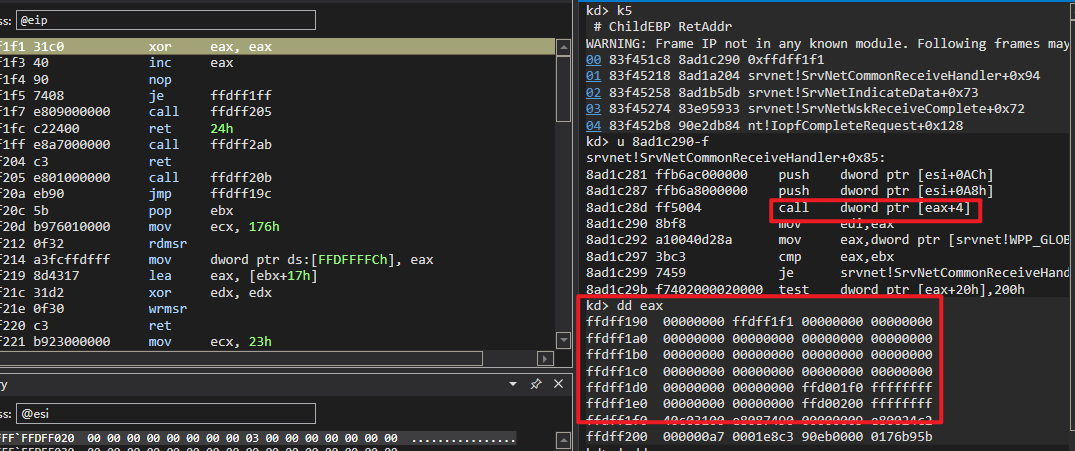 ess: @eip
f1f1 31c0 xor eax, eax
f1f3 40 inc eax
f1f4 90 nop
f1f5 7408 je ffdff1ff
f1f7 e809000000 call ffdff205
f1fc c22400 ret 24h
f1ff e8a7000000 call ffdff2ab
f204 c3 ret
f205 e801000000 call ffdff20b
f20a eb90 jmp ffdff19c
f20c 5b pop ebx
f20d b976010000 mov ecx, 176h
f212 0f32 rdmsr
f214 a3fcffdfff mov dword ptr ds:[FFDFFFFCh], eax
f219 8d4317 lea eax, [ebx+17h]
f21c 31d2 xor edx, edx
f21e 0f30 wrmsr
f220 c3 ret
f221 b923000000 mov ecx, 23h
ry
ess: @esi
FFF`FFDFF020 00 00 00 00 00 00 00 03 00 00 00 00 00 00 00 ................
kd> k5
# ChildEBP RetAddr
WARNING: Frame IP not in any known module. Following frames may
00 83f451c8 8ad1c290 0xffdff1f1
01 83f45218 8ad1a204 srvnet!SrvNetCommonReceiveHandler+0x94
02 83f45258 8ad1b5db srvnet!SrvNetIndicateData+0x73
03 83f45274 83e95933 srvnet!SrvNetWskReceiveComplete+0x72
04 83f452b8 90e2db84 nt!IopfCompleteRequest+0x128
kd> u 8ad1c290-f
srvnet!SrvNetCommonReceiveHandler+0x85:
8ad1c281 ffb6ac000000 push dword ptr [esi+0ACh]
8ad1c287 ffb6a8000000 push dword ptr [esi+0A8h]
8ad1c28d ff5004 call dword ptr [eax+4]
8ad1c290 8bf8 mov edi,eax
8ad1c292 a10040d28a mov eax,dword ptr [srvnet!WPP_GLOB
8ad1c297 3bc3 cmp eax,ebx
8ad1c299 7459 je srvnet!SrvNetCommonReceiveHand
8ad1c29b f7402000020000 test dword ptr [eax+20h],200h
kd> dd eax
ffdff190 00000000 ffdff1f1 00000000 00000000
ffdff1a0 00000000 00000000 00000000 00000000
ffdff1b0 00000000 00000000 00000000 00000000
ffdff1c0 00000000 00000000 00000000 00000000
ffdff1d0 00000000 00000000 ffd001f0 ffffffff
ffdff1e0 00000000 00000000 ffd00200 ffffffff
ffdff1f0 40c03100 e8087490 00000009 e80024c2
ffdff200 000000a7 0001e8c3 90eb0000 0176b95b